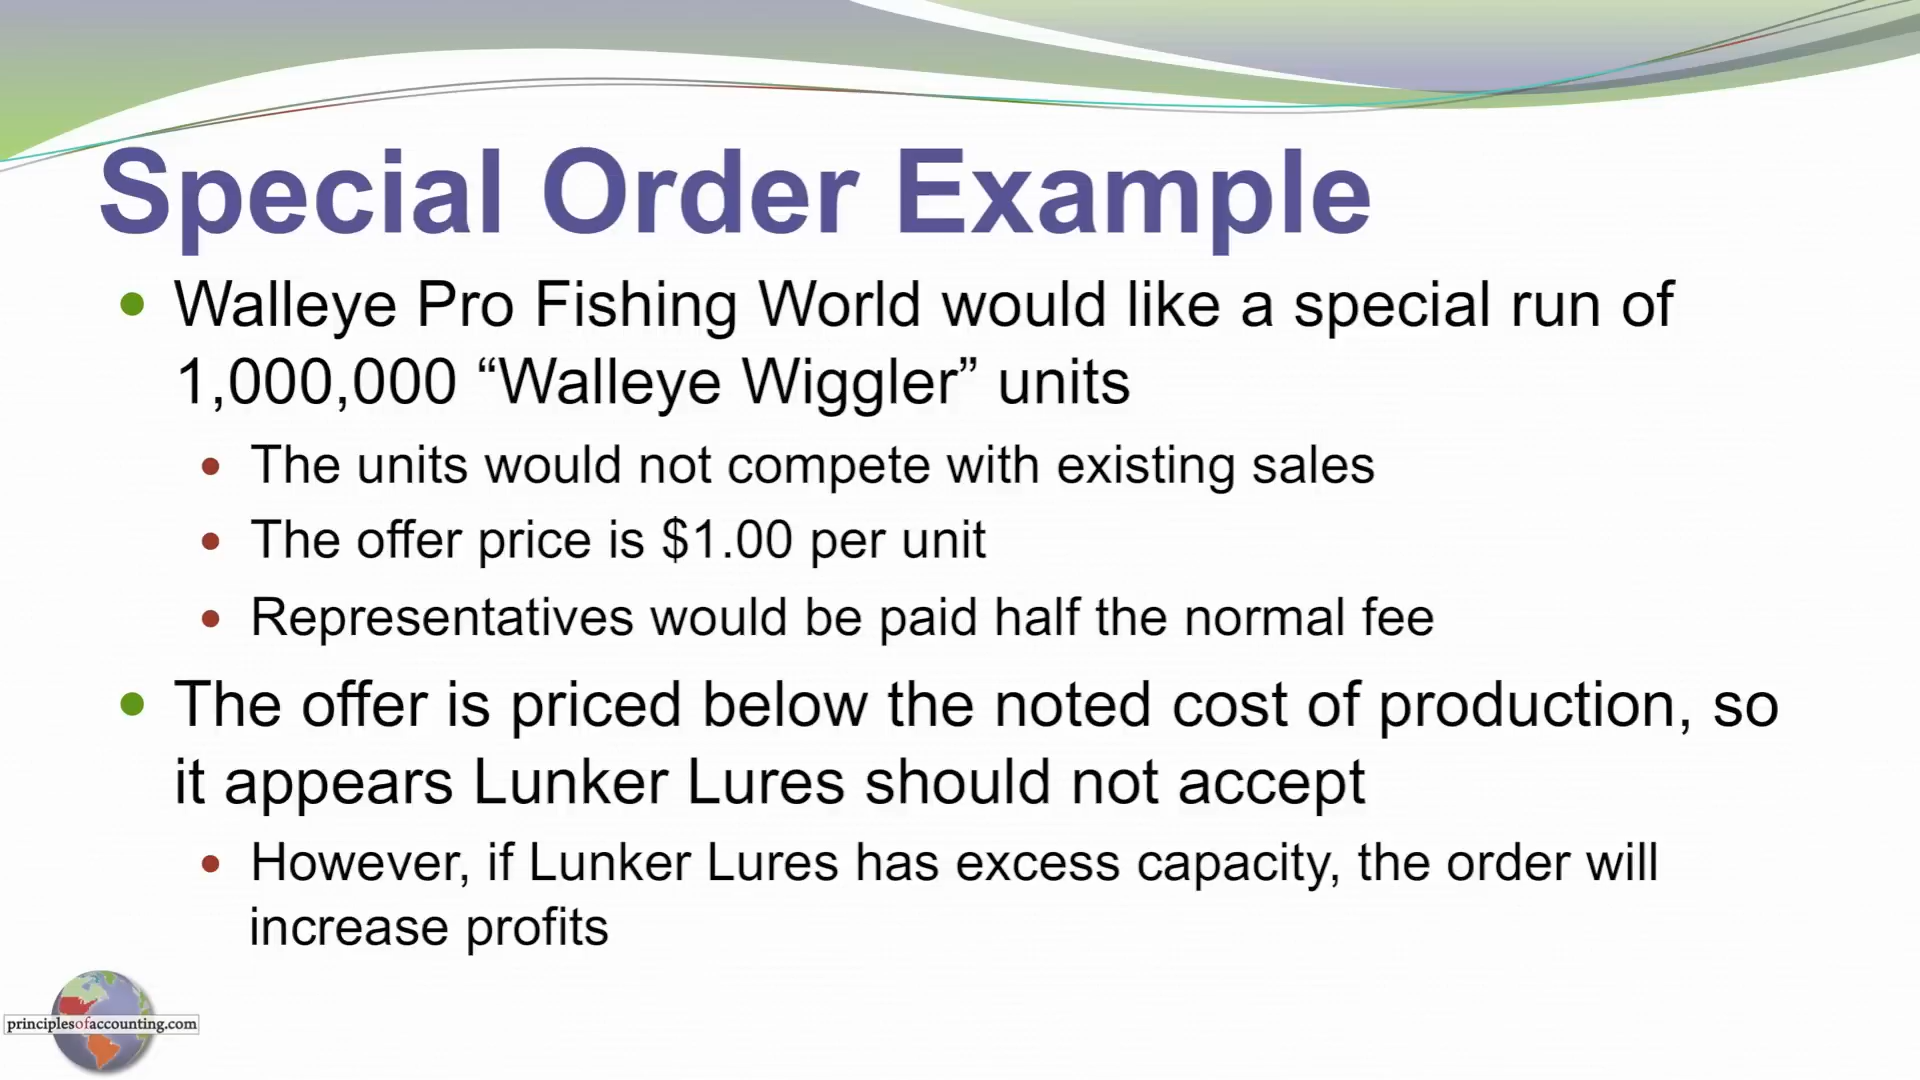 Special Order Example
• Walleye Pro Fishing World would like a special run of
1,000,000 “Walleye Wiggler” units
• The units would not compete with existing sales
• The offer price is $1.00 per unit
• Representatives would be paid half the normal fee
• The offer is priced below the noted cost of production, so
it appears Lunker Lures should not accept
• However, if Lunker Lures has excess capacity, the order will
increase profits
principlesofaccounting.com